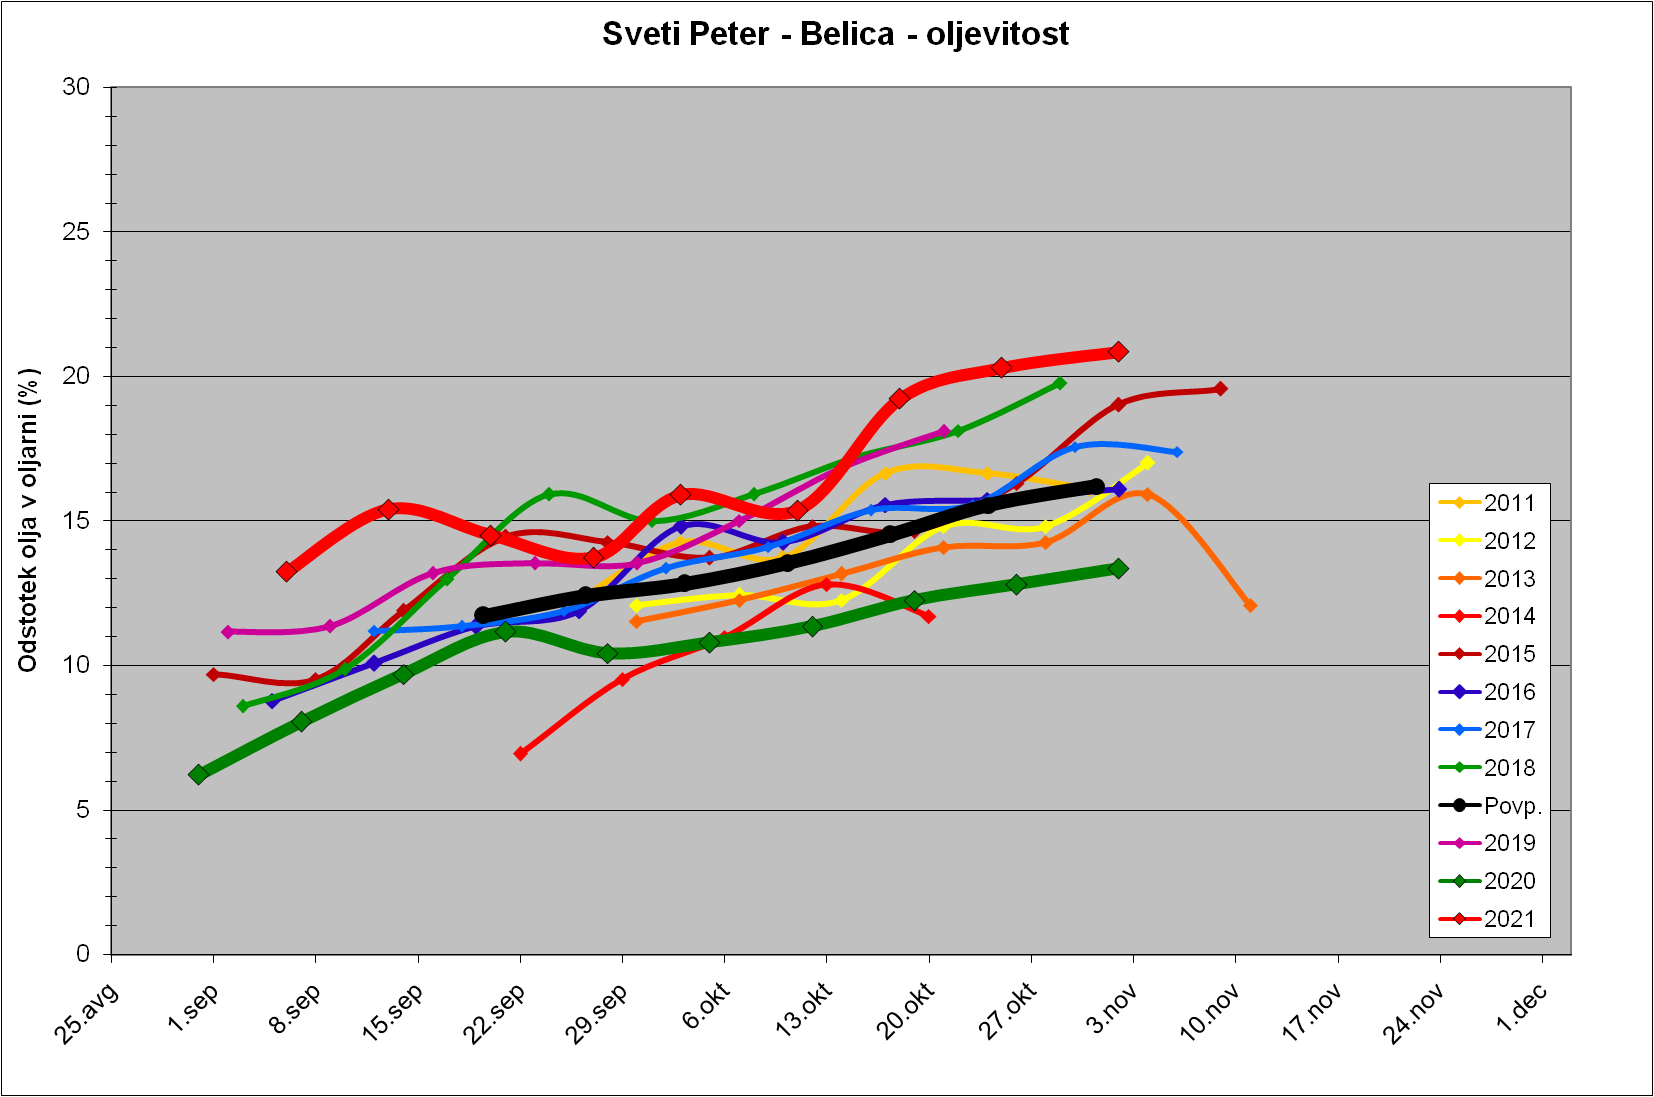 Sveti Peter - Belica - oljevitost
Odstotek olja v oljarni (%)
30
25
20
15
10
5
0
25.avg
1.sep
8.sep
15.sep
22.sep
29.sep
6.okt
13.okt
20.okt
27.okt
3.nov
10.nov
17.nov
24.nov
1.dec
2011
2012
2013
2014
2015
2016
2017
2018
Povp.
2019
2020
2021